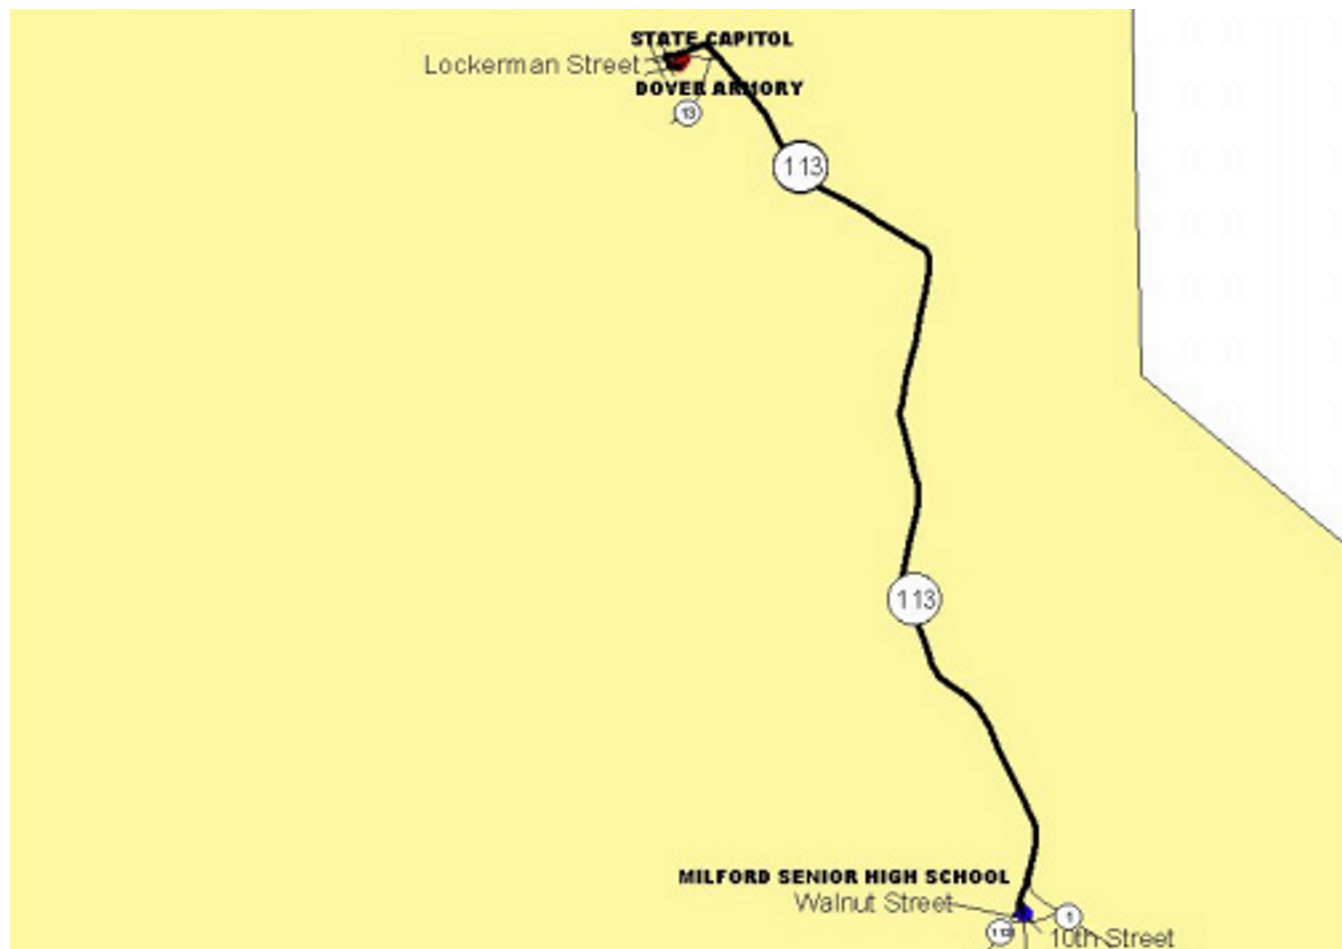 STATE CAPITOL
Lockerman Street
DOVER ARMORY
13
113
113
MILFORD SENIOR HIGH SCHOOL
Walnut Street
1
113
10th Street